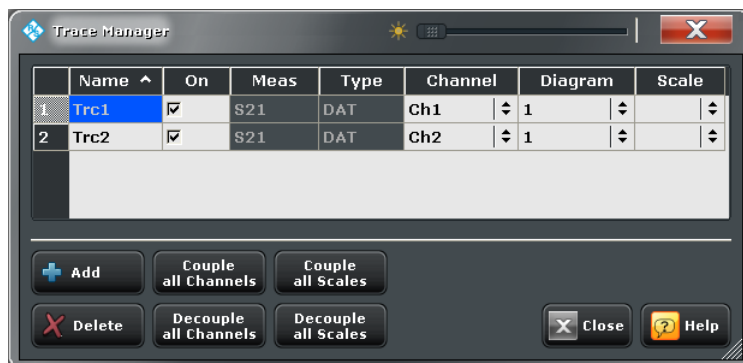 Trace Manager
X
Name On Meas Type Channel Diagram Scale
1 Trc1 S21 DAT Ch1 1
2 Trc2 S21 DAT Ch2 1
Add
Couple all Channels
Couple all Scales
Delete
Decouple all Channels
Decouple all Scales
Close
Help